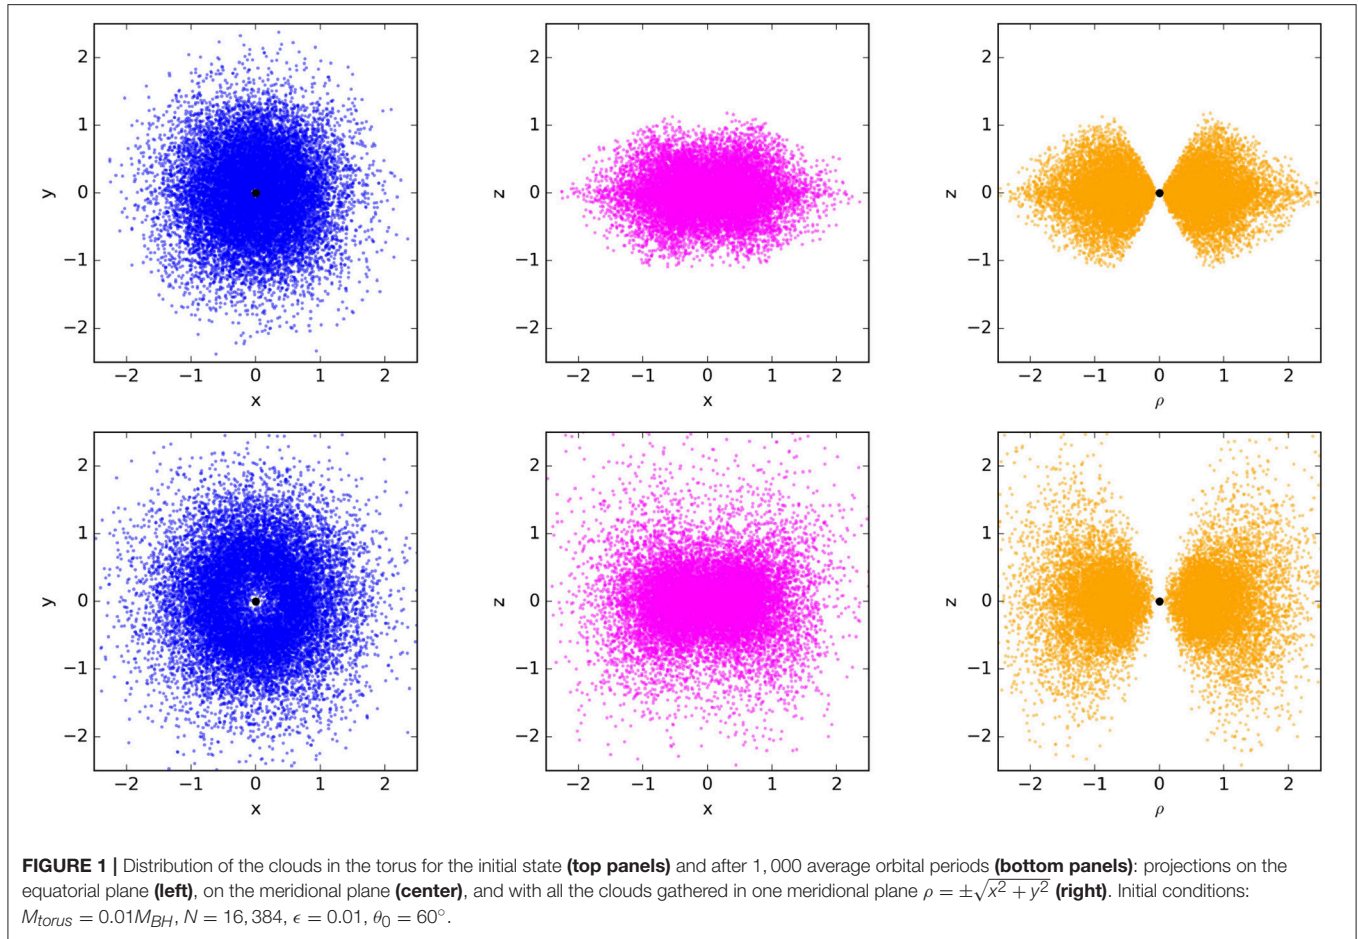 2
1
0
−1
−2
y
−2 −1 0 1 2
x
2
1
0
−1
−2
z
−2 −1 0 1 2
x
2
1
0
−1
−2
z
−2 −1 0 1 2
ρ
2
1
0
−1
−2
y
−2 −1 0 1 2
x
2
1
0
−1
−2
z
−2 −1 0 1 2
x
2
1
0
−1
−2
z
−2 −1 0 1 2
ρ
FIGURE 1 | Distribution of the clouds in the torus for the initial state (top panels) and after 1, 000 average orbital periods (bottom panels): projections on the
equatorial plane (left), on the meridional plane (center), and with all the clouds gathered in one meridional plane ρ = ±√(x² + y²) (right). Initial conditions:
M_torus = 0.01M_BH, N = 16, 384, ϵ = 0.01, θ₀ = 60°.